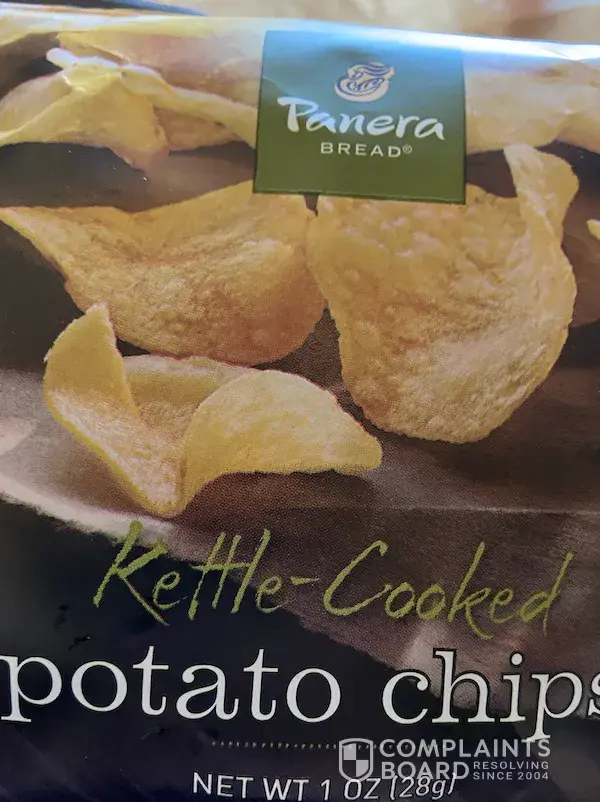 Panera
BREAD®
Kettle-Cooked
potato chips
COMPLAINTS
BOARD
RESOLVING
SINCE 2004
NET WT 1 OZ (28g)